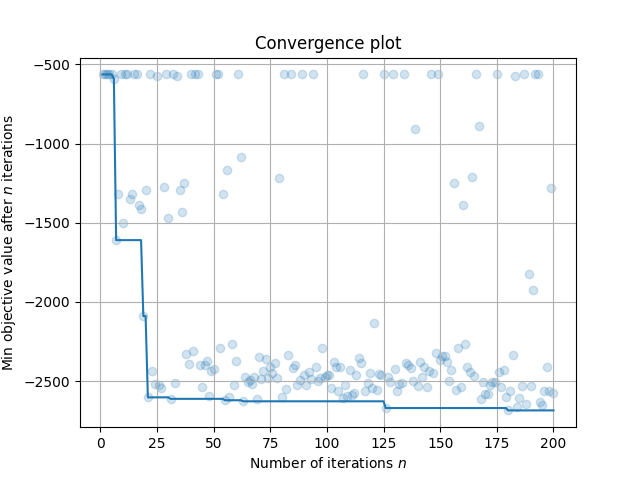 Convergence plot
Min objective value after n iterations
−500
−1000
−1500
−2000
−2500
0 25 50 75 100 125 150 175 200
Number of iterations n